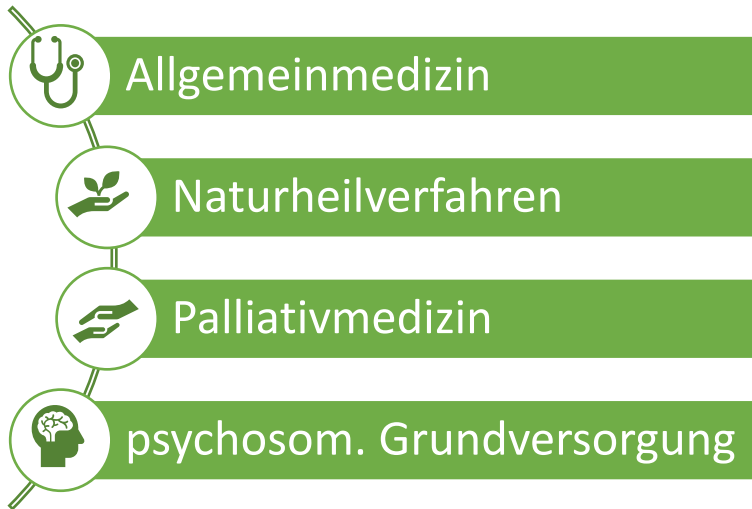 Allgemeinmedizin
Naturheilverfahren
Palliativmedizin
psychosom. Grundversorgung